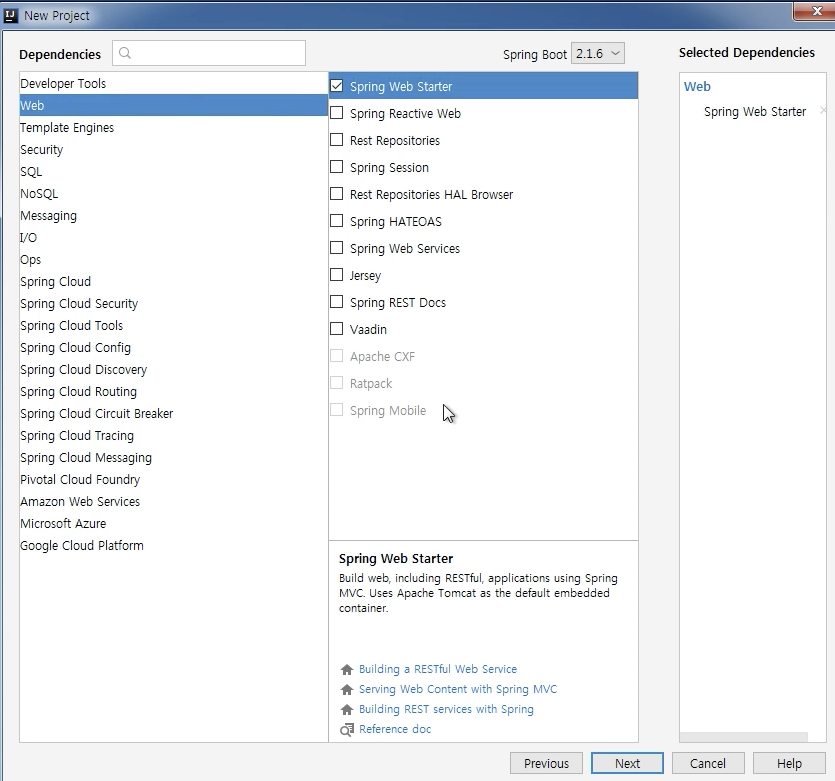 New Project
Dependencies
Spring Boot 2.1.6
Selected Dependencies
Developer Tools
Web
Template Engines
Security
SQL
NoSQL
Messaging
I/O
Ops
Spring Cloud
Spring Cloud Security
Spring Cloud Tools
Spring Cloud Config
Spring Cloud Discovery
Spring Cloud Routing
Spring Cloud Circuit Breaker
Spring Cloud Tracing
Spring Cloud Messaging
Pivotal Cloud Foundry
Amazon Web Services
Microsoft Azure
Google Cloud Platform
Spring Web Starter
Spring Reactive Web
Rest Repositories
Spring Session
Rest Repositories HAL Browser
Spring HATEOAS
Spring Web Services
Jersey
Spring REST Docs
Vaadin
Apache CXF
Ratpack
Spring Mobile
Spring Web Starter
Build web, including RESTful, applications using Spring
MVC. Uses Apache Tomcat as the default embedded
container.
Building a RESTful Web Service
Serving Web Content with Spring MVC
Building REST services with Spring
Reference doc
Web
Spring Web Starter
Previous
Next
Cancel
Help